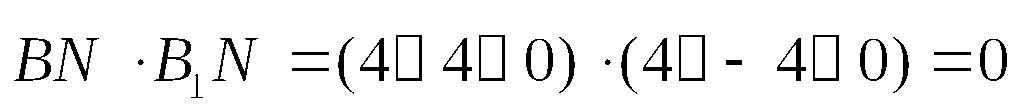 BN ·B₁N =(4▯ 4▯ 0) ·(4▯ - 4▯ 0) =0